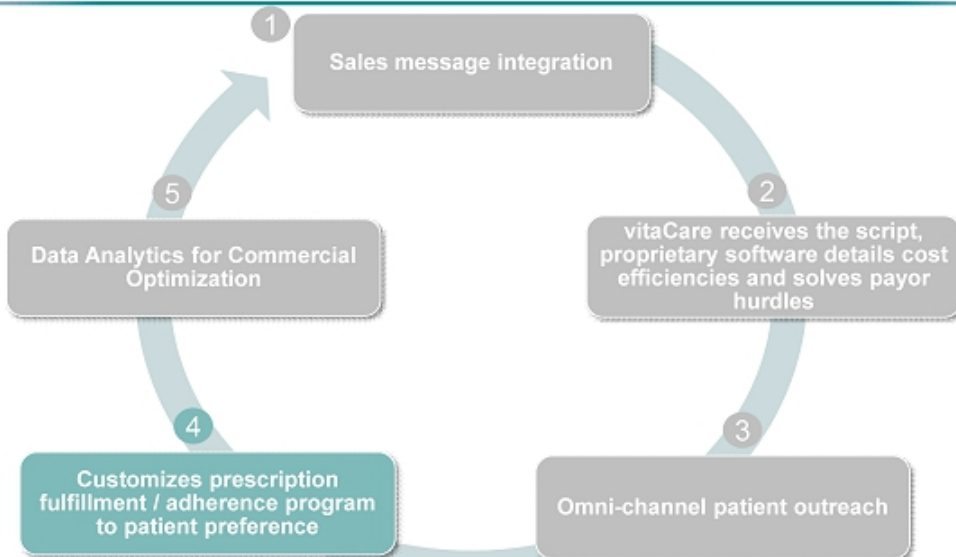 1
Sales message integration
2
vitaCare receives the script,
proprietary software details cost
efficiencies and solves payor
hurdles
3
Omni-channel patient outreach
4
Customizes prescription
fulfillment / adherence program
to patient preference
5
Data Analytics for Commercial
Optimization